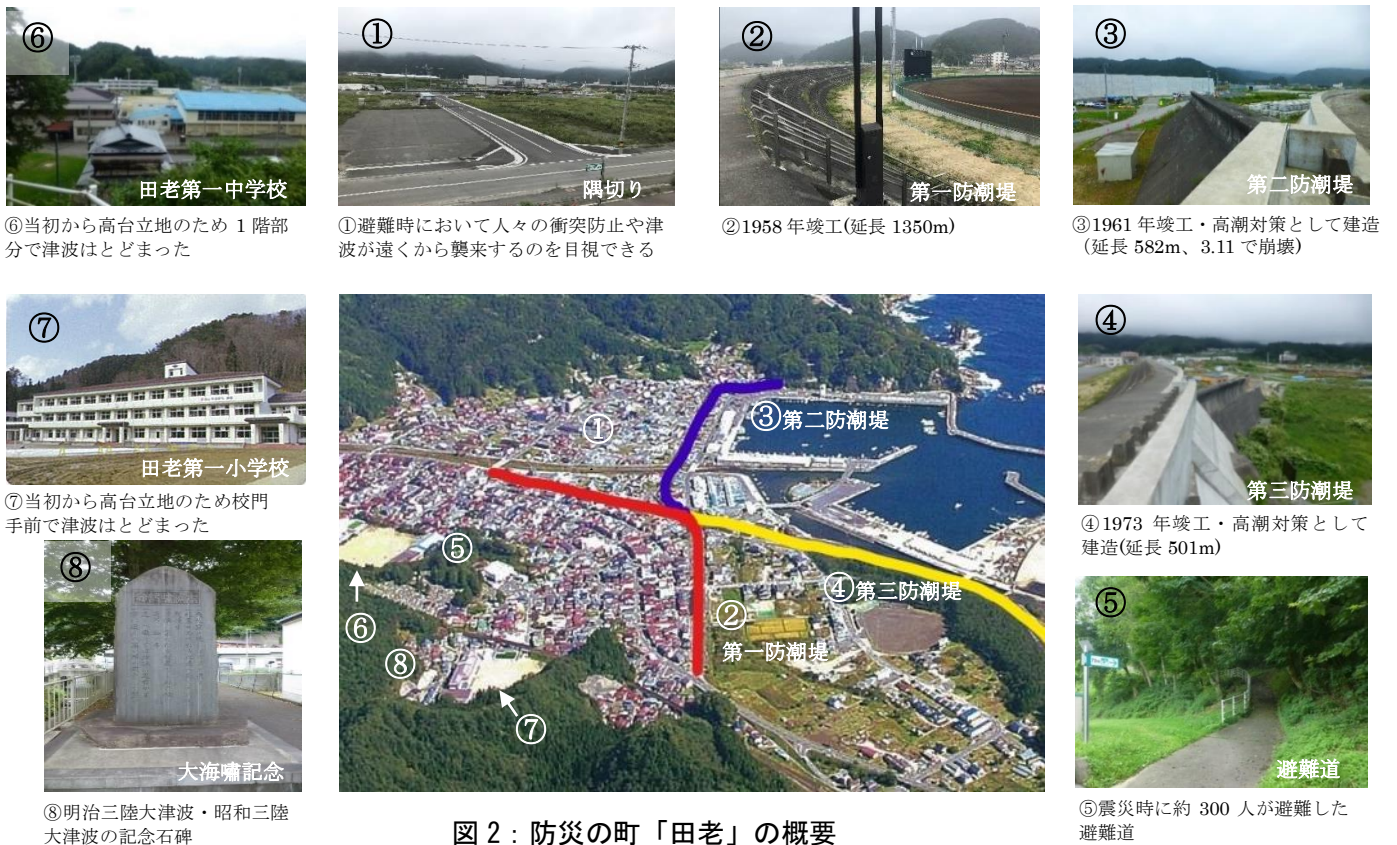 ⑥
田老第一中学校
⑥当初から高台立地のため 1 階部
分で津波はとどまった
①
隅切り
①避難時において人々の衝突防止や津
波が遠くから襲来するのを目視できる
②
第一防潮堤
②1958 年竣工(延長 1350m)
③
第二防潮堤
③1961 年竣工・高潮対策として建造
（延長 582m、3.11 で崩壊)
⑦
田老第一小学校
⑦当初から高台立地のため校門
手前で津波はとどまった
⑧
大海嘯記念
⑧明治三陸大津波・昭和三陸
大津波の記念石碑
①
③第二防潮堤
⑤
④第三防潮堤
②
第一防潮堤
⑥
⑧
⑦
④
第三防潮堤
④1973 年竣工・高潮対策として
建造(延長 501m)
⑤
避難道
⑤震災時に約 300 人が避難した
避難道
図 2：防災の町「田老」の概要